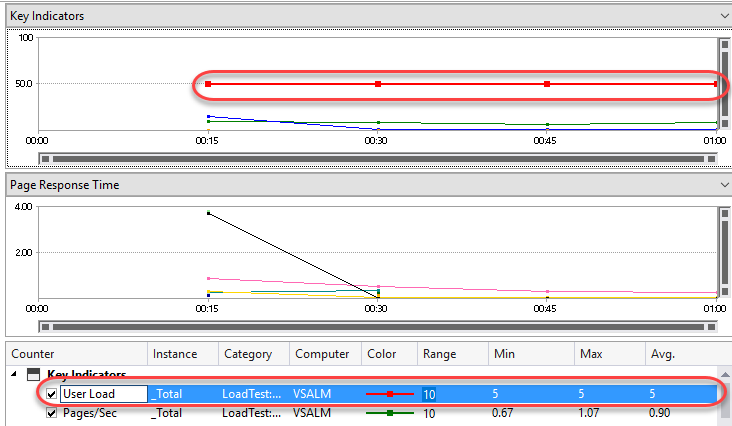 Key Indicators
100
50.0
00:00 00:15 00:30 00:45 01:00
Page Response Time
4.00
2.00
00:00 00:15 00:30 00:45 01:00
Counter Instance Category Computer Color Range Min Max Avg.
Key Indicators
User Load _Total LoadTest:... VSALM 10 5 5 5
Pages/Sec _Total LoadTest:... VSALM 10 0.67 1.07 0.90